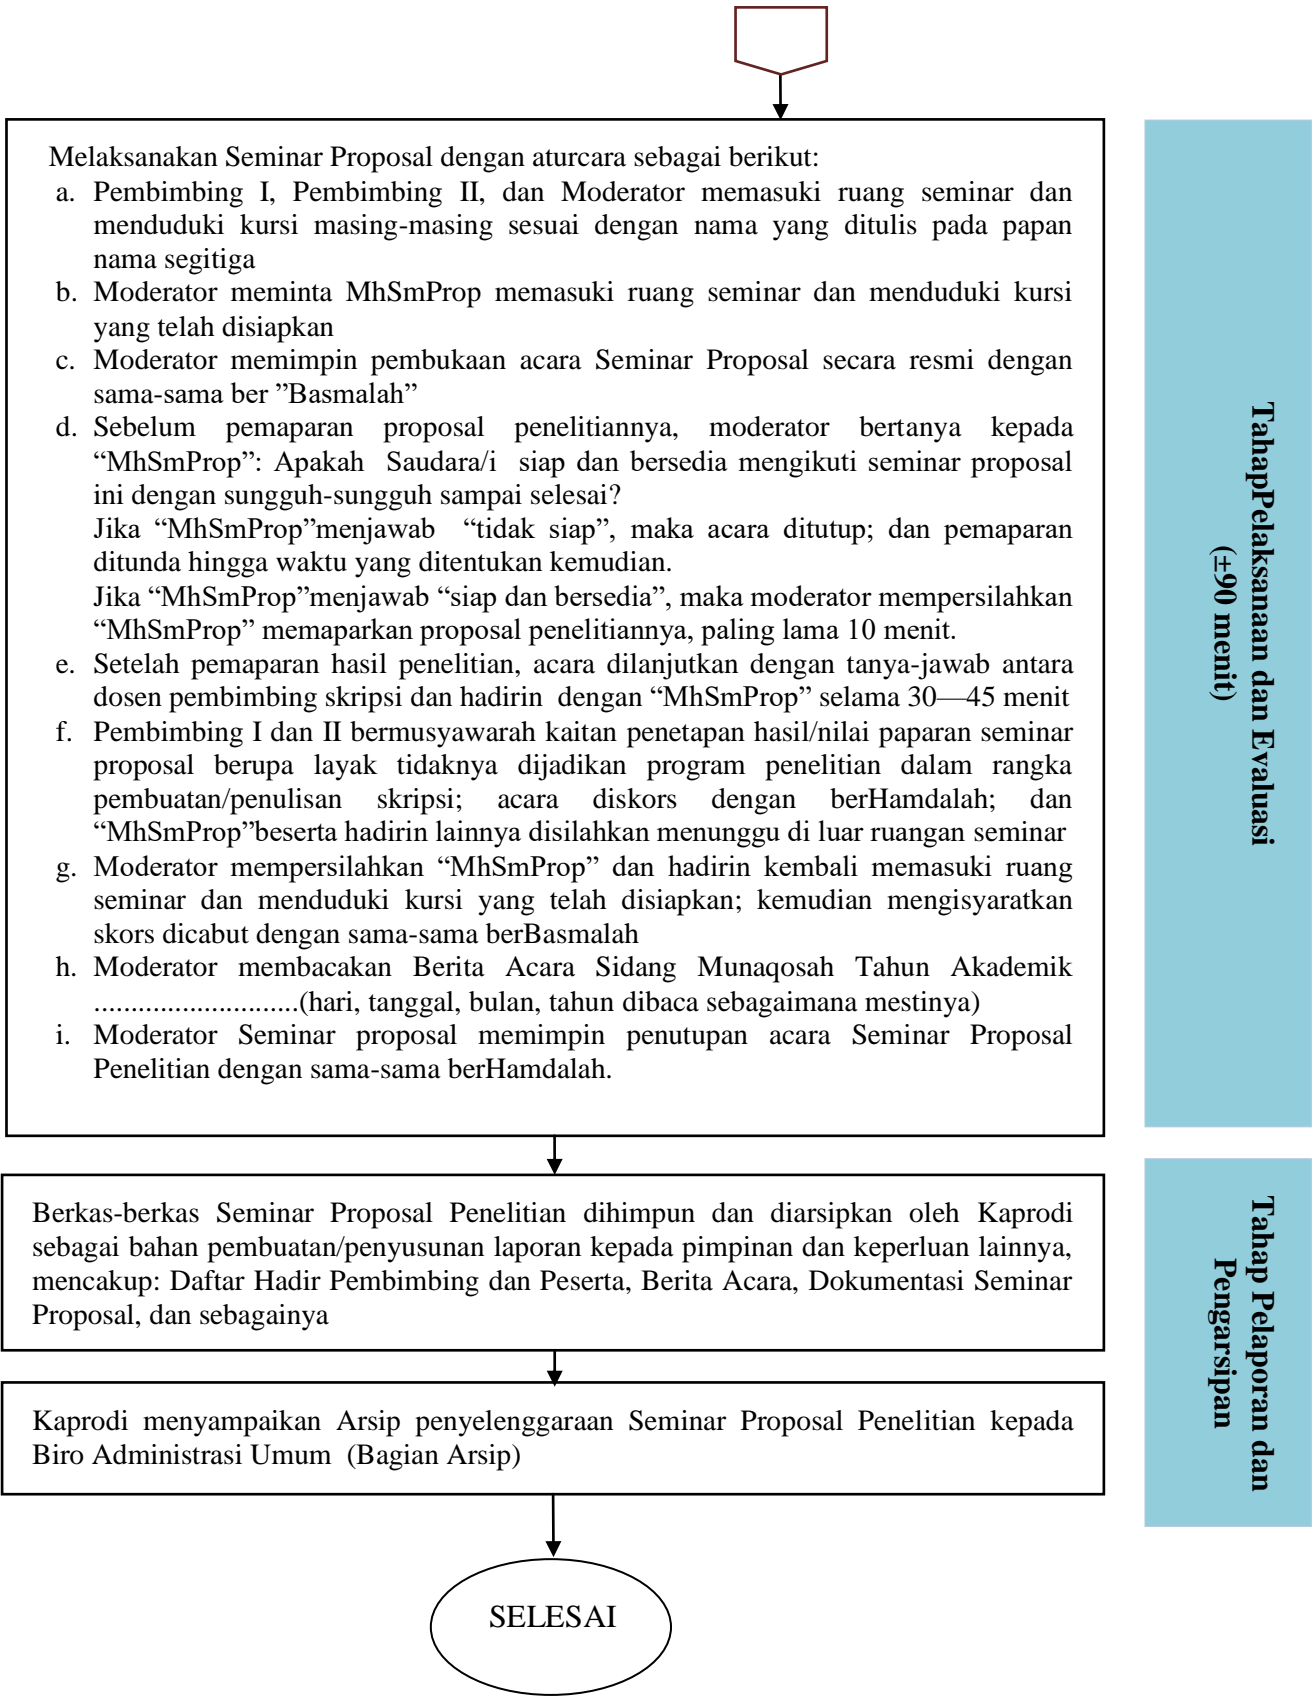 Melaksanakan Seminar Proposal dengan aturcara sebagai berikut:
a. Pembimbing I, Pembimbing II, dan Moderator memasuki ruang seminar dan
menduduki kursi masing-masing sesuai dengan nama yang ditulis pada papan
nama segitiga
b. Moderator meminta MhSmProp memasuki ruang seminar dan menduduki kursi
yang telah disiapkan
c. Moderator memimpin pembukaan acara Seminar Proposal secara resmi dengan
sama-sama ber ”Basmalah”
d. Sebelum pemaparan proposal penelitiannya, moderator bertanya kepada
“MhSmProp”: Apakah Saudara/i siap dan bersedia mengikuti seminar proposal
ini dengan sungguh-sungguh sampai selesai?
Jika “MhSmProp”menjawab “tidak siap”, maka acara ditutup; dan pemaparan
ditunda hingga waktu yang ditentukan kemudian.
Jika “MhSmProp”menjawab “siap dan bersedia”, maka moderator mempersilahkan
“MhSmProp” memaparkan proposal penelitiannya, paling lama 10 menit.
e. Setelah pemaparan hasil penelitian, acara dilanjutkan dengan tanya-jawab antara
dosen pembimbing skripsi dan hadirin dengan “MhSmProp” selama 30—45 menit
f. Pembimbing I dan II bermusyawarah kaitan penetapan hasil/nilai paparan seminar
proposal berupa layak tidaknya dijadikan program penelitian dalam rangka
pembuatan/penulisan skripsi; acara diskors dengan berHamdalah; dan
“MhSmProp”beserta hadirin lainnya disilahkan menunggu di luar ruangan seminar
g. Moderator mempersilahkan “MhSmProp” dan hadirin kembali memasuki ruang
seminar dan menduduki kursi yang telah disiapkan; kemudian mengisyaratkan
skors dicabut dengan sama-sama berBasmalah
h. Moderator membacakan Berita Acara Sidang Munaqosah Tahun Akademik
............................(hari, tanggal, bulan, tahun dibaca sebagaimana mestinya)
i. Moderator Seminar proposal memimpin penutupan acara Seminar Proposal
Penelitian dengan sama-sama berHamdalah.
TahapPelaksanaan dan Evaluasi
(±90 menit)
Berkas-berkas Seminar Proposal Penelitian dihimpun dan diarsipkan oleh Kaprodi
sebagai bahan pembuatan/penyusunan laporan kepada pimpinan dan keperluan lainnya,
mencakup: Daftar Hadir Pembimbing dan Peserta, Berita Acara, Dokumentasi Seminar
Proposal, dan sebagainya
Kaprodi menyampaikan Arsip penyelenggaraan Seminar Proposal Penelitian kepada
Biro Administrasi Umum (Bagian Arsip)
Tahap Pelaporan dan
Pengarsipan
SELESAI